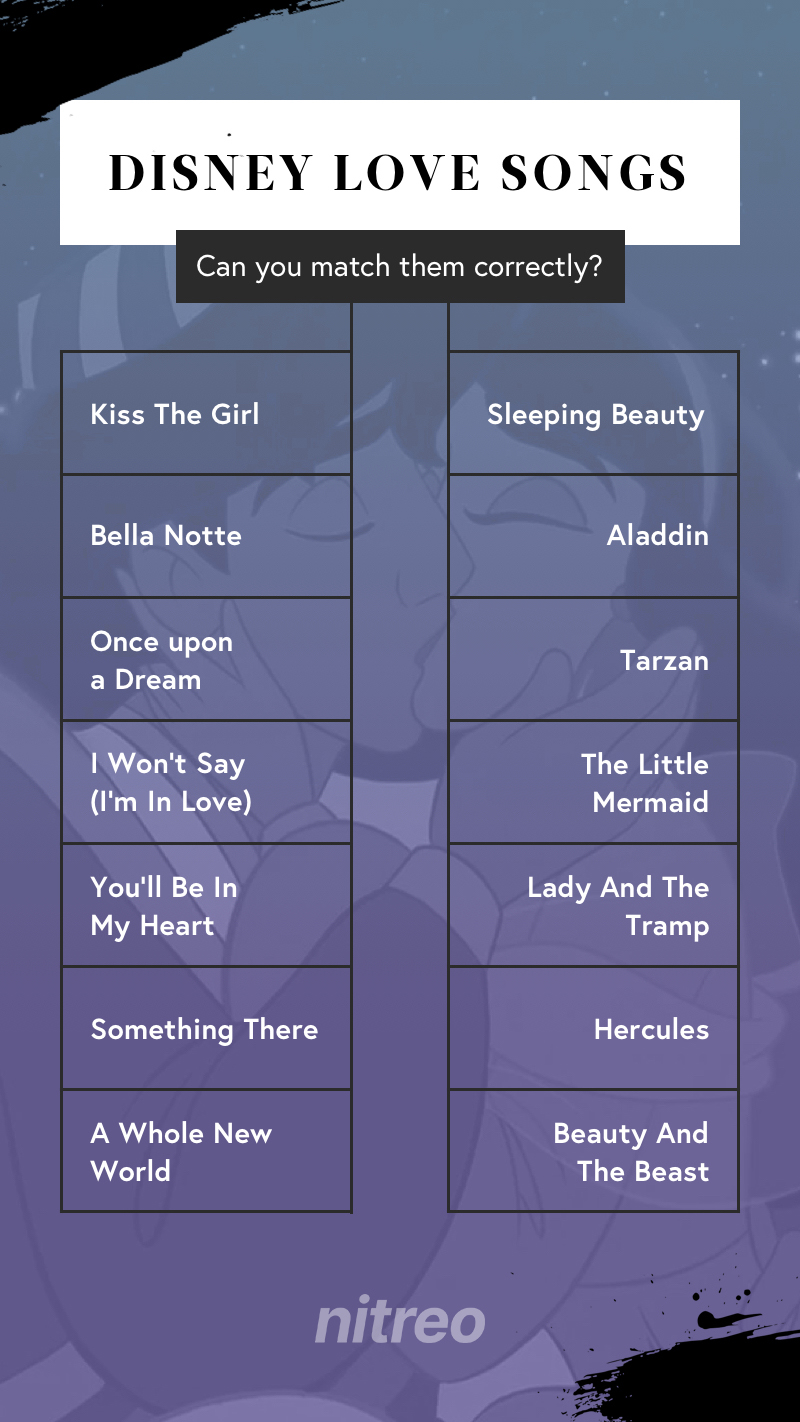 DISNEY LOVE SONGS
Can you match them correctly?
Kiss The Girl
Bella Notte
Once upon
a Dream
I Won't Say
(I'm In Love)
You'll Be In
My Heart
Something There
A Whole New
World
Sleeping Beauty
Aladdin
Tarzan
The Little
Mermaid
Lady And The
Tramp
Hercules
Beauty And
The Beast
nitreo